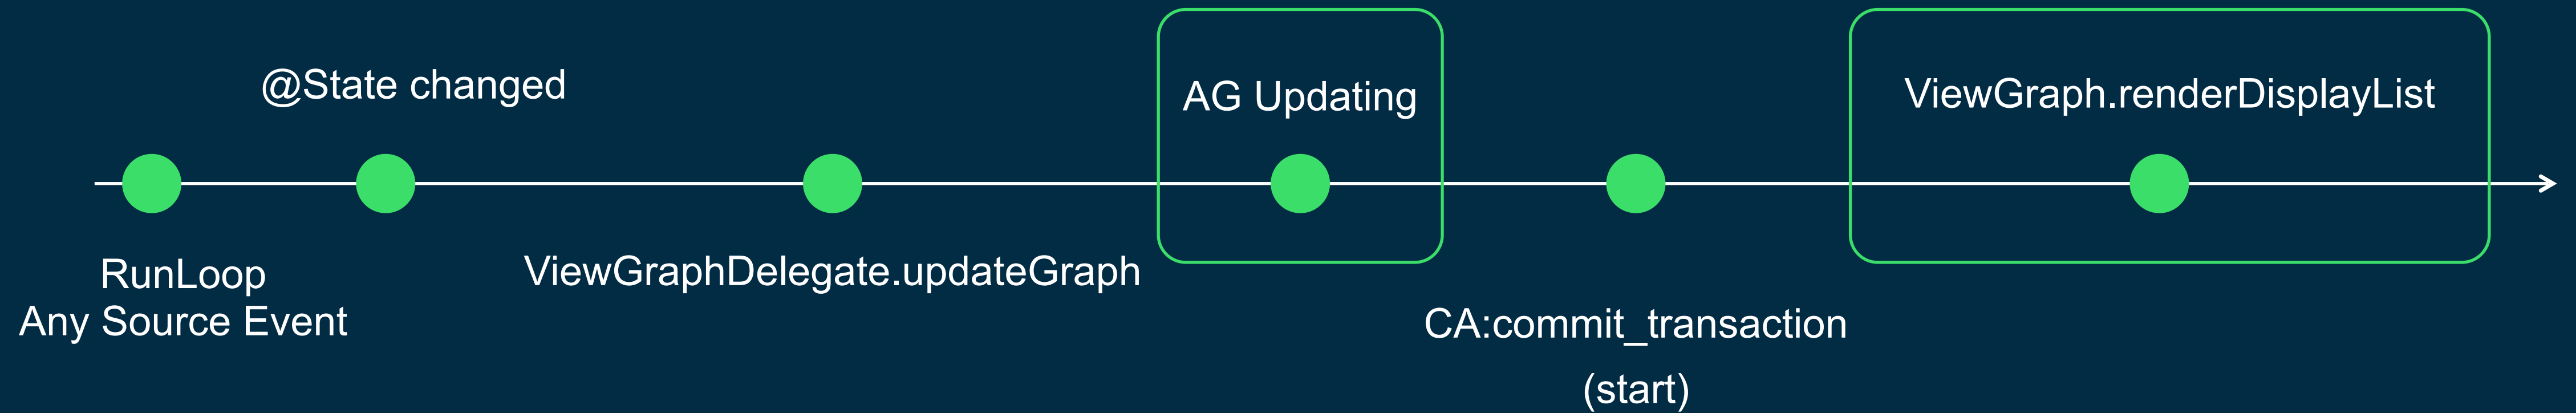 @State changed
AG Updating
ViewGraph.renderDisplayList
RunLoop
Any Source Event
ViewGraphDelegate.updateGraph
CA:commit_transaction
(start)